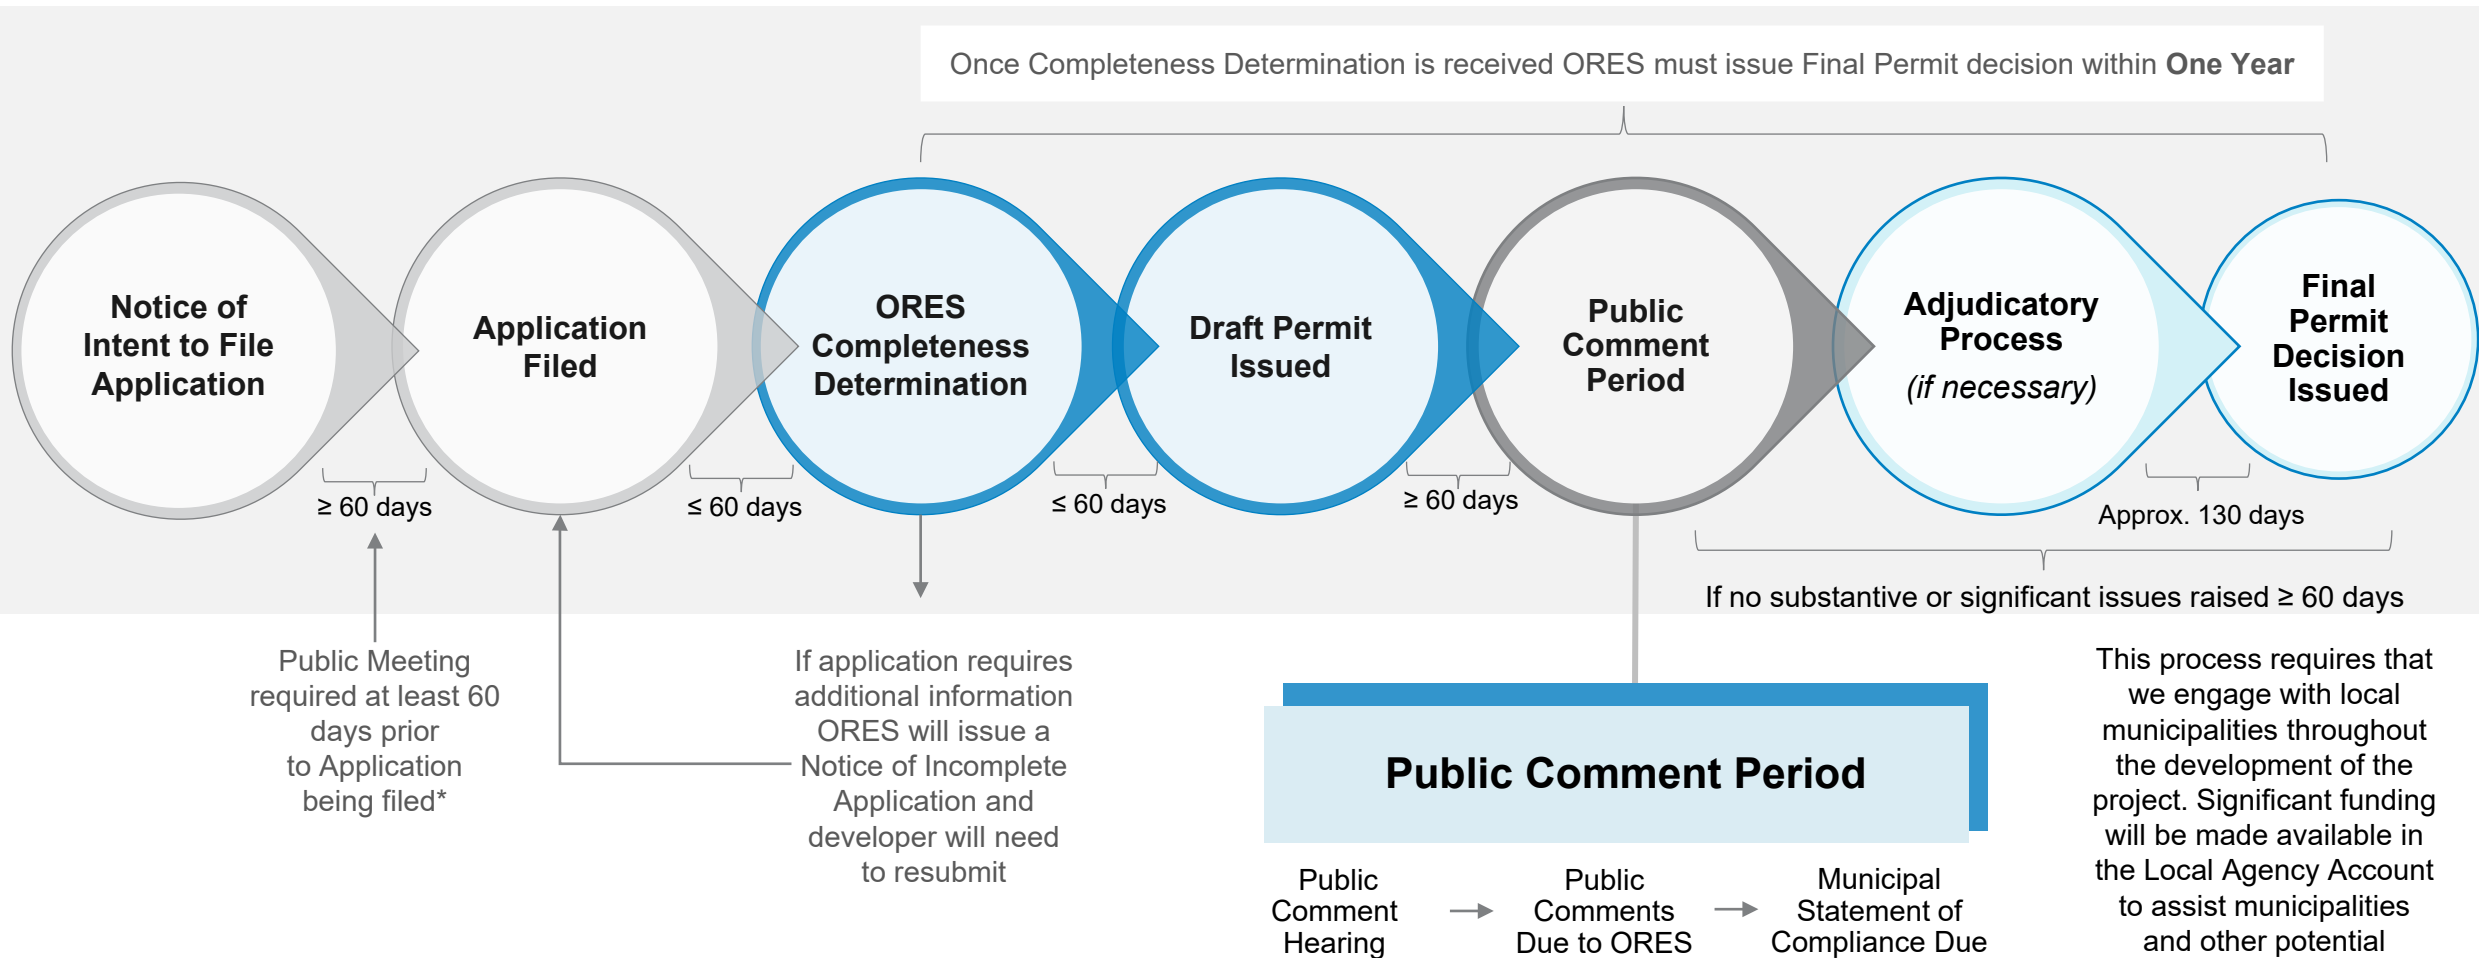 Once Completeness Determination is received ORES must issue Final Permit decision within One Year
Notice of
Intent to File
Application
Application
Filed
ORES
Completeness
Determination
Draft Permit
Issued
Public
Comment
Period
Adjudicatory
Process
(if necessary)
Final
Permit
Decision
Issued
≥ 60 days
≤ 60 days
≤ 60 days
≥ 60 days
Approx. 130 days
If no substantive or significant issues raised ≥ 60 days
Public Meeting
required at least 60
days prior
to Application
being filed*
If application requires
additional information
ORES will issue a
Notice of Incomplete
Application and
developer will need
to resubmit
Public Comment Period
Public
Comment
Hearing
Public
Comments
Due to ORES
Municipal
Statement of
Compliance Due
This process requires that
we engage with local
municipalities throughout
the development of the
project. Significant funding
will be made available in
the Local Agency Account
to assist municipalities
and other potential